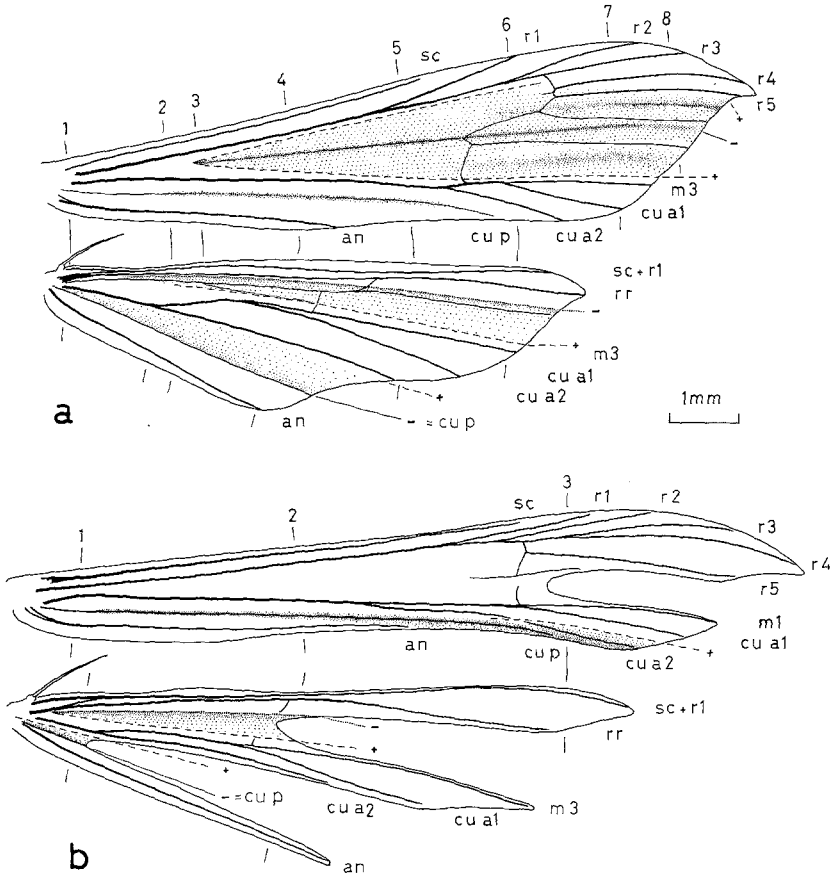 1 2 3 4 5 sc 6 r1 7 r2 8 r3 r4 r5
+
−
m3 +
cu a1
an cu p cu a2
sc+r1
rr
−
+
m3
cu a1
cu a2
+
− = cu p
an
a
1mm
1 2 sc 3 r1 r2 r3 r4 r5
m1
cu a1
an cu p cu a2 +
sc+r1
rr
−
+
+
− = cu p
cu a2 cu a1 m3
an
b